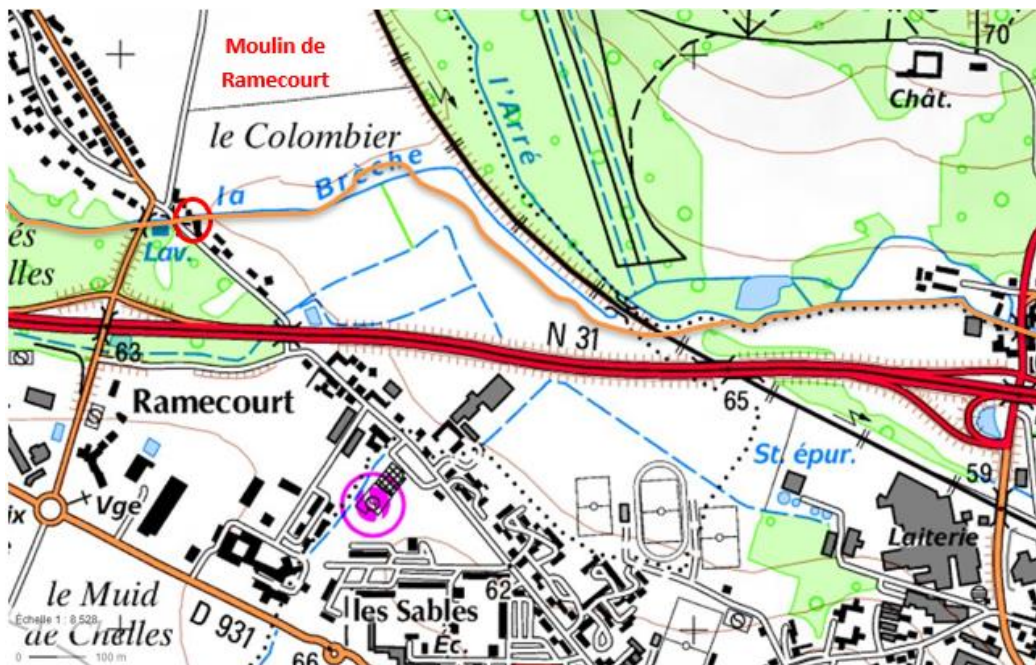 Moulin de
Ramecourt
70
Chât.
l'Arré
le Colombier
la Brèche
Lav.
és
lles
N 31
63
Ramecourt
65
St. épur.
59
Vge
ix
Laiterie
le Muid
de Chelles
Échelle 1 : 8 528
0 100 m
D 931
les Sables
62
Éc.
66